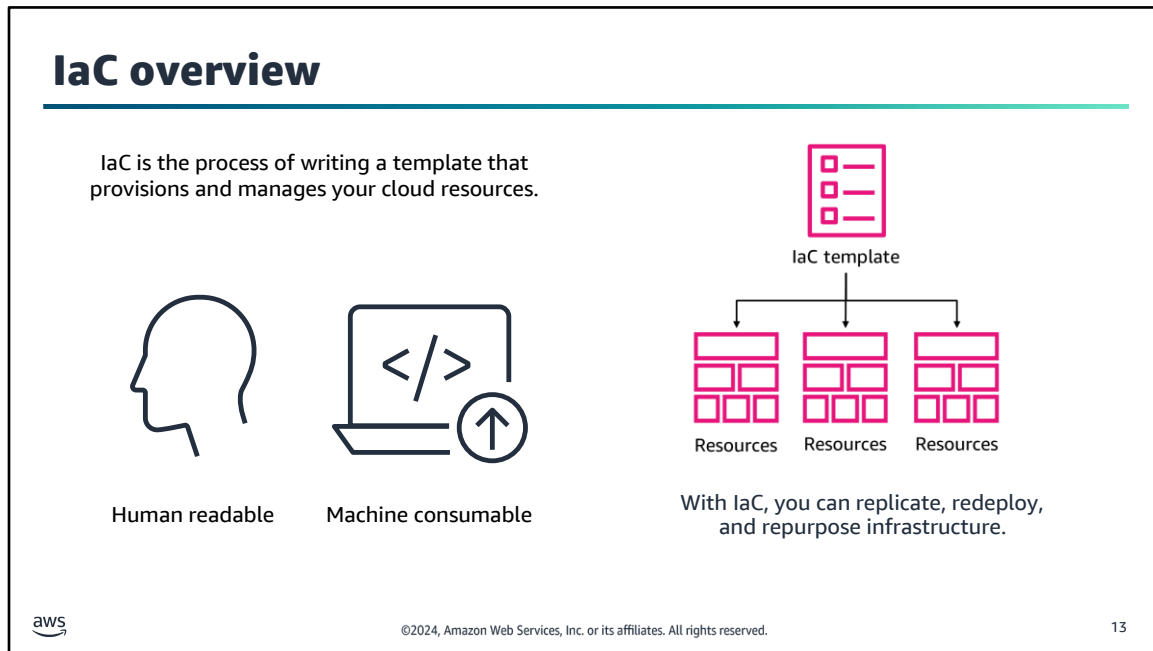 IaC overview
IaC is the process of writing a template that
provisions and manages your cloud resources.
</>
Human readable
Machine consumable
IaC template
Resources
Resources
Resources
With IaC, you can replicate, redeploy,
and repurpose infrastructure.
aws
©2024, Amazon Web Services, Inc. or its affiliates. All rights reserved.
13